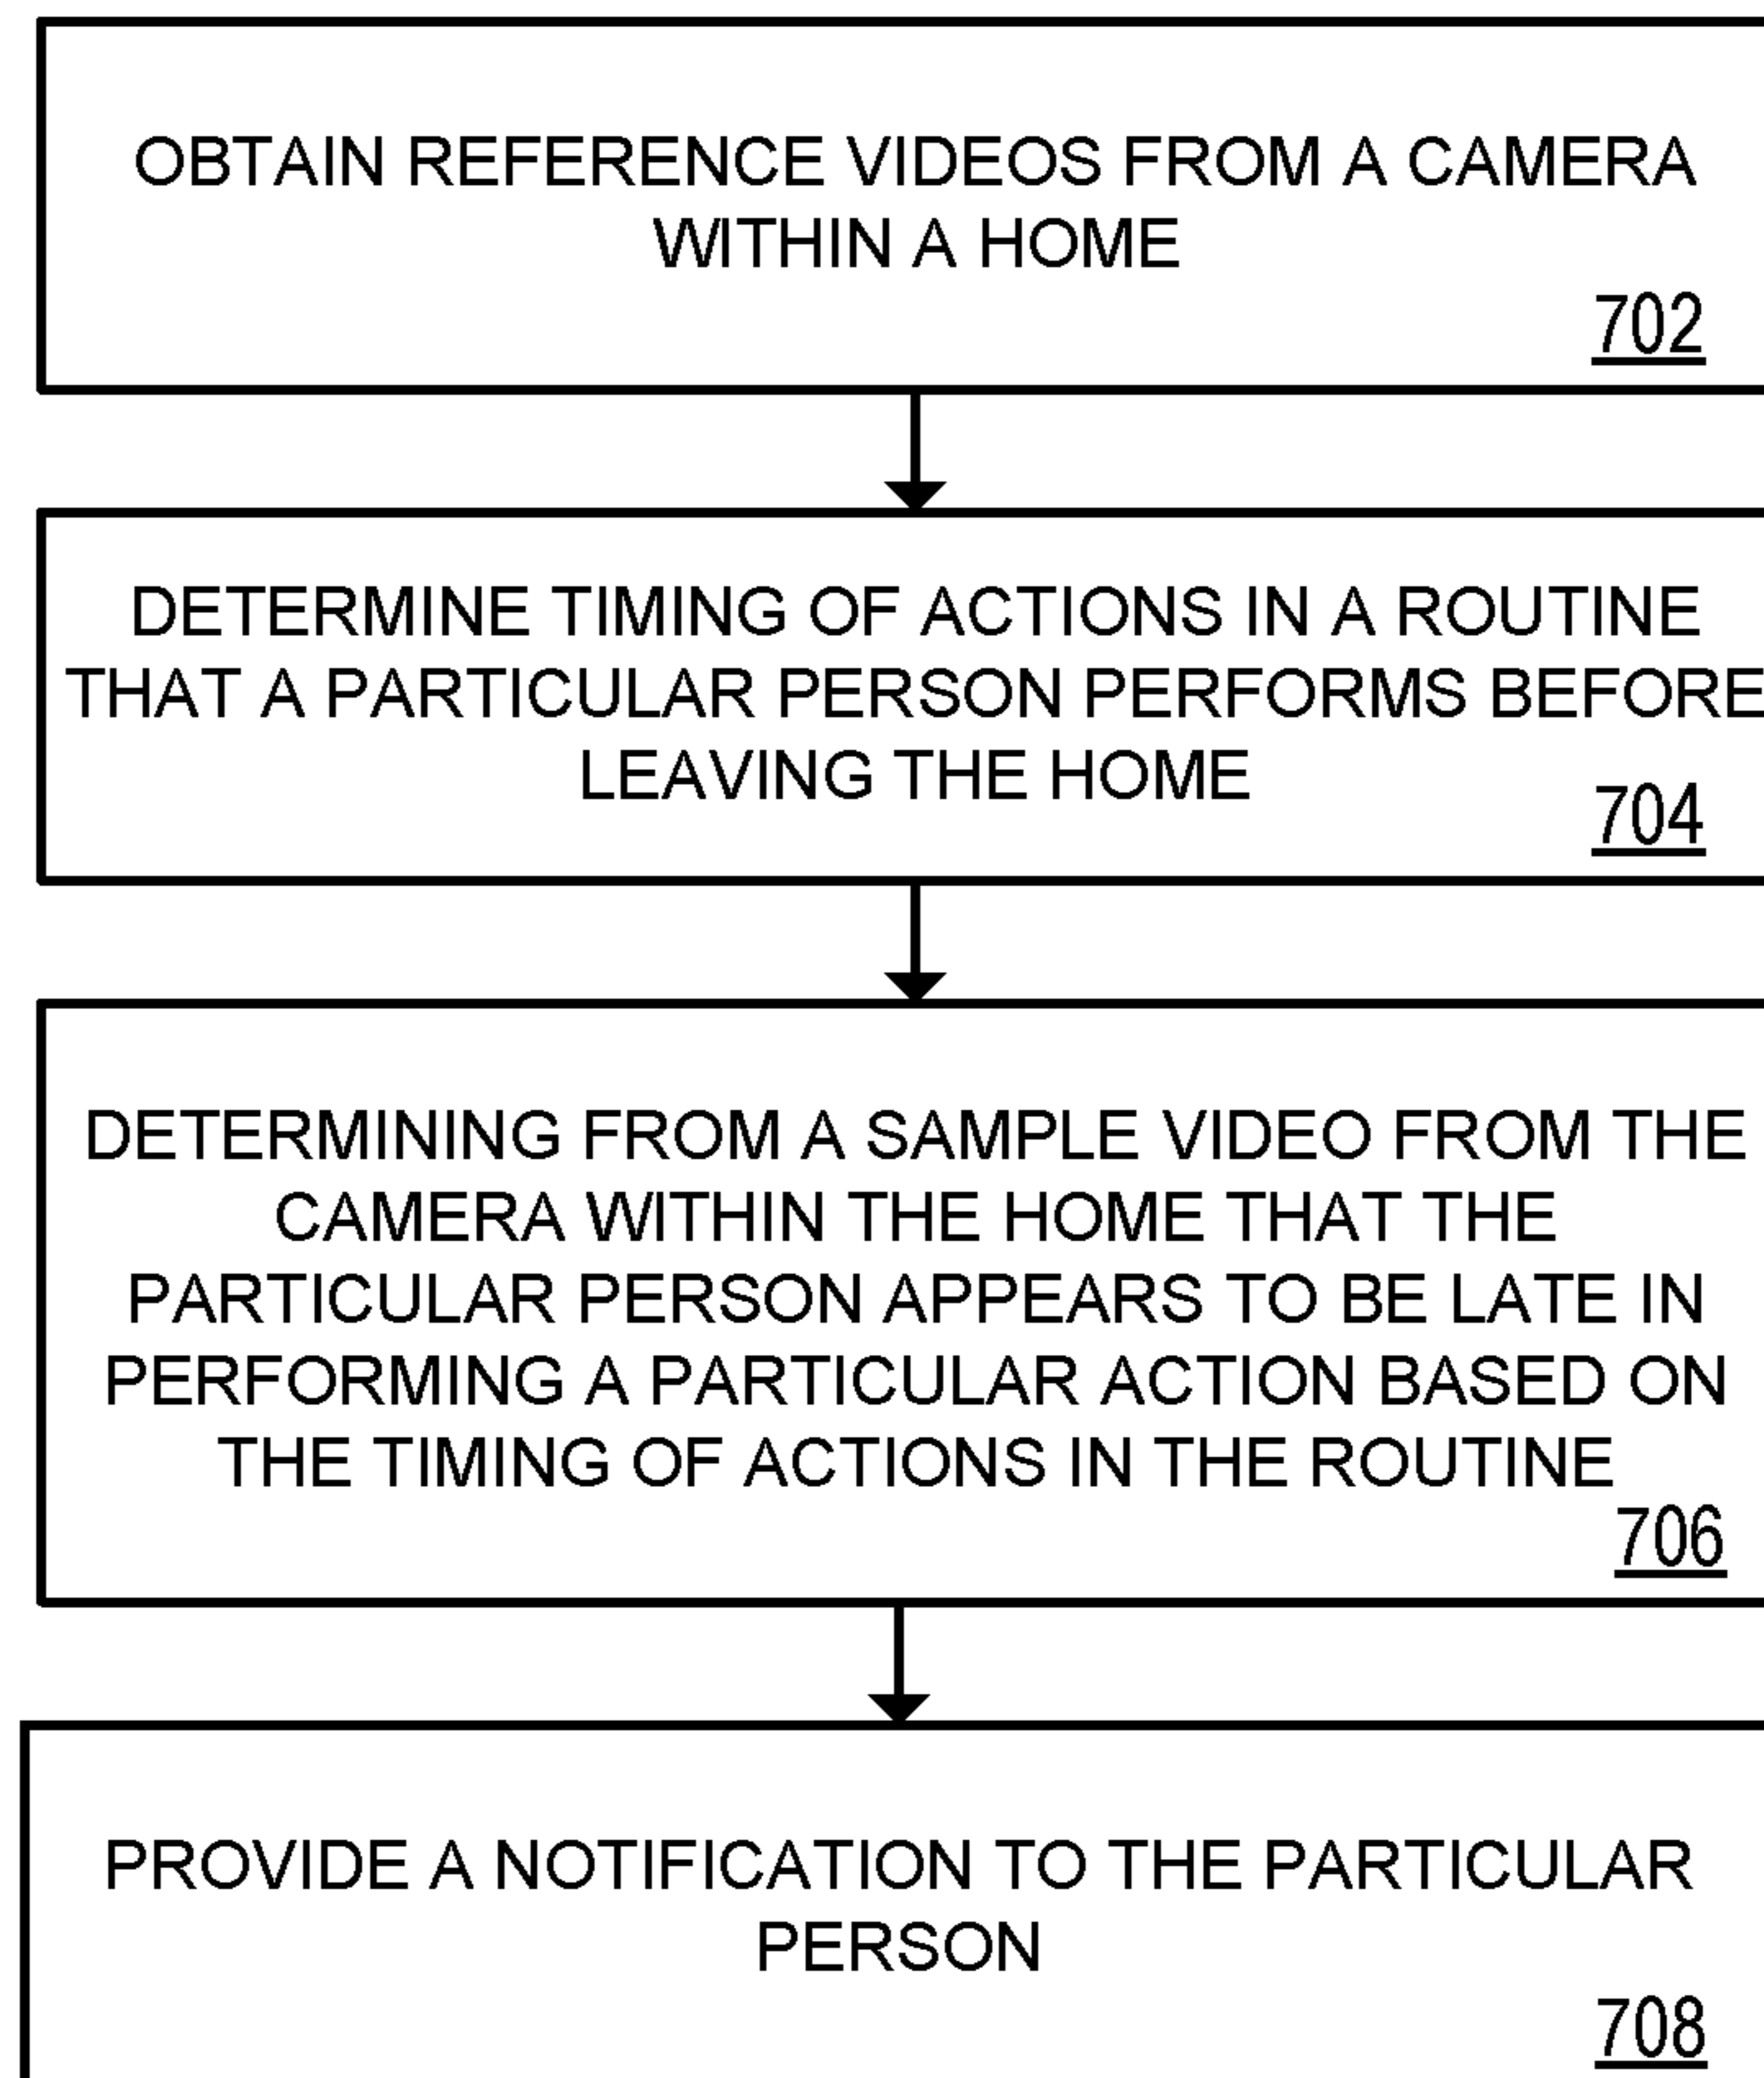 OBTAIN REFERENCE VIDEOS FROM A CAMERA
WITHIN A HOME
702
DETERMINE TIMING OF ACTIONS IN A ROUTINE
THAT A PARTICULAR PERSON PERFORMS BEFORE
LEAVING THE HOME
704
DETERMINING FROM A SAMPLE VIDEO FROM THE
CAMERA WITHIN THE HOME THAT THE
PARTICULAR PERSON APPEARS TO BE LATE IN
PERFORMING A PARTICULAR ACTION BASED ON
THE TIMING OF ACTIONS IN THE ROUTINE
706
PROVIDE A NOTIFICATION TO THE PARTICULAR
PERSON
708